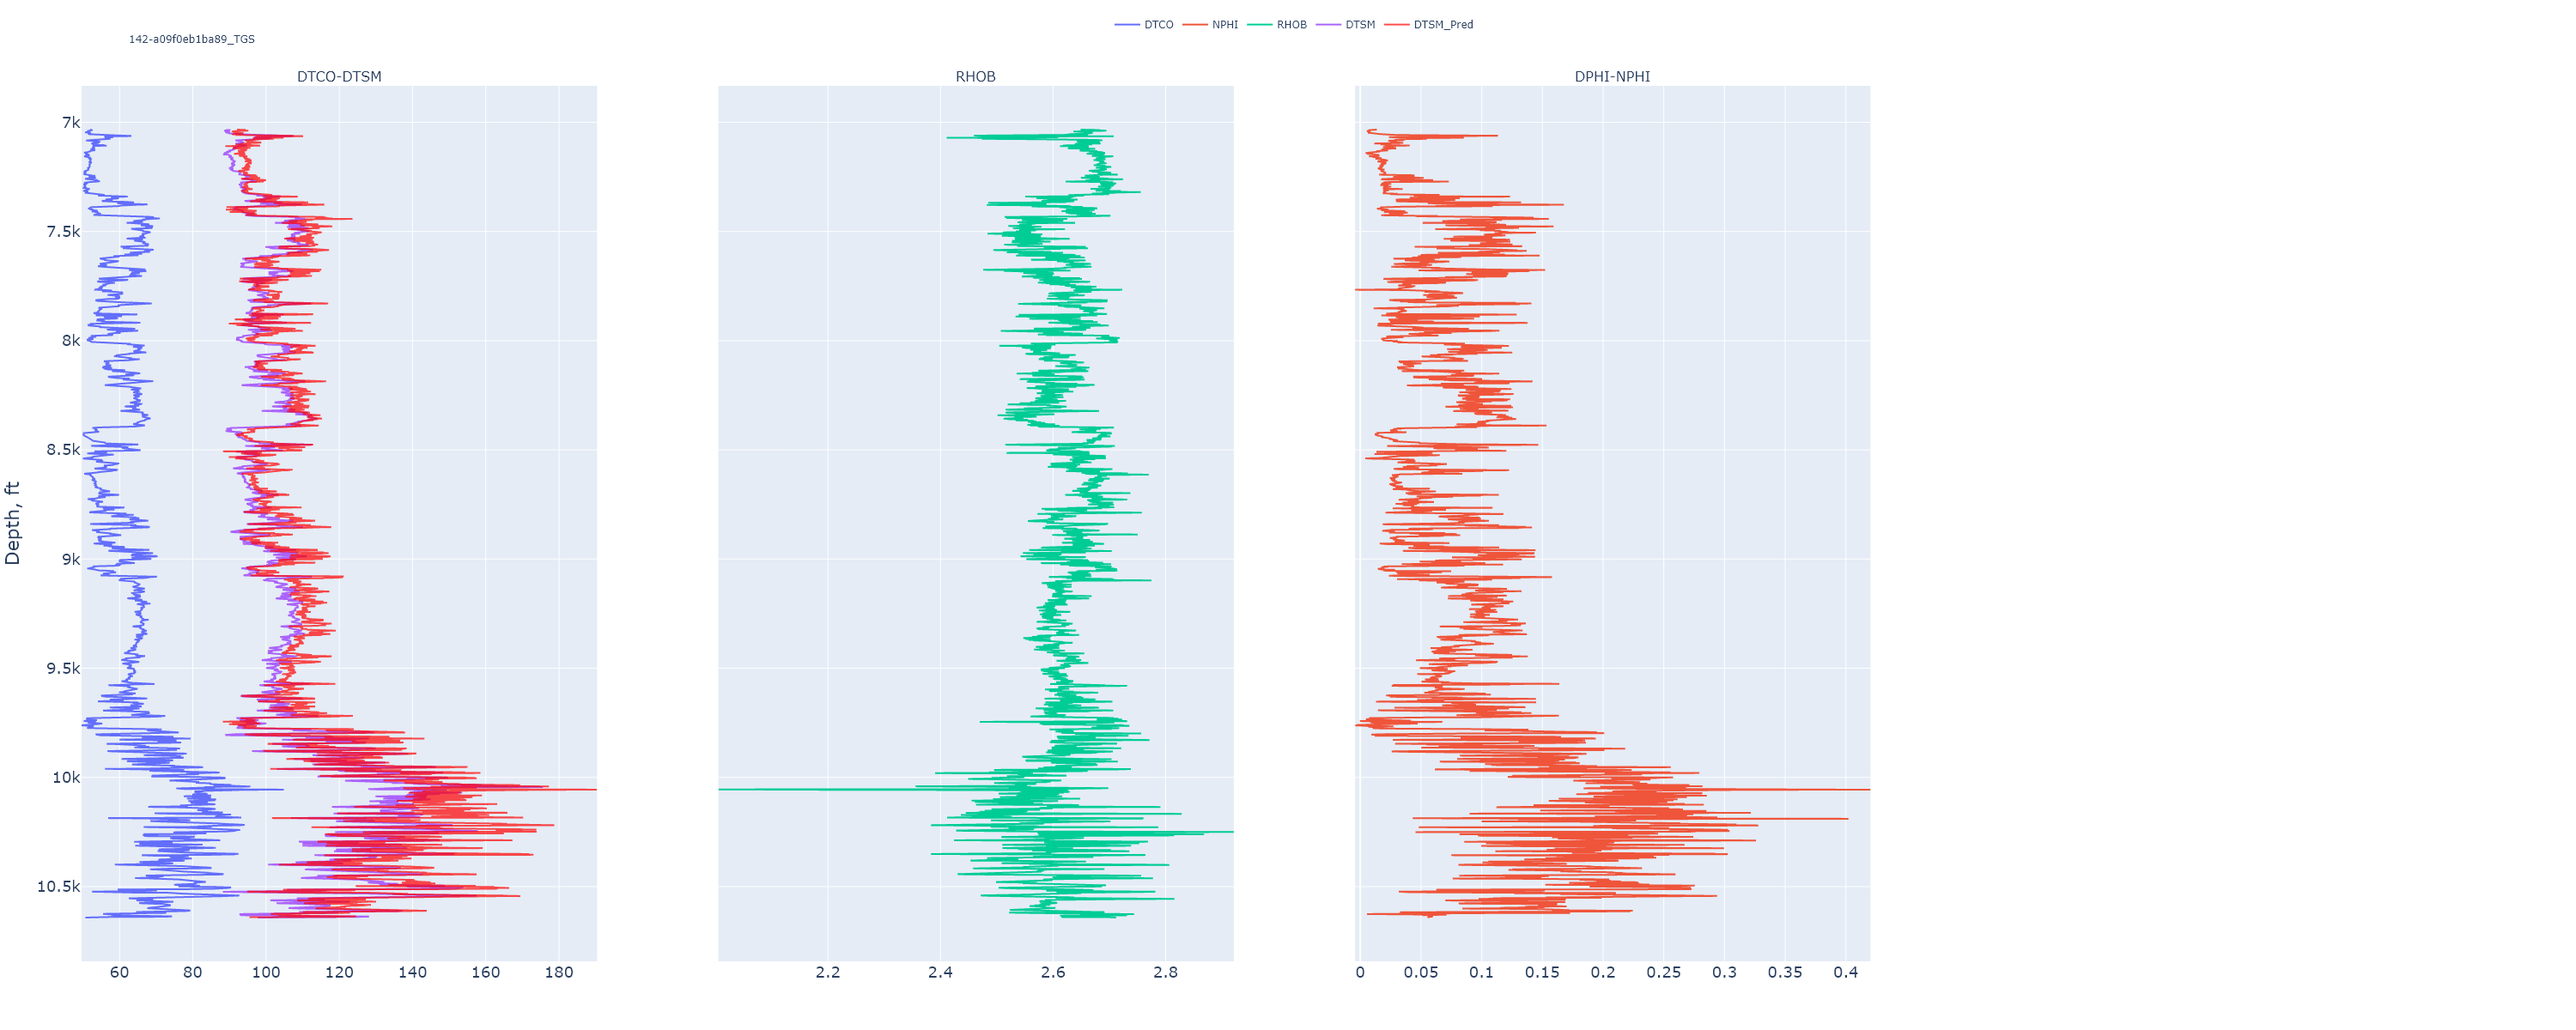 DTCO NPHI RHOB DTSM DTSM_Pred
142-a09f0eb1ba89_TGS
DTCO-DTSM RHOB DPHI-NPHI
7k
7.5k
8k
8.5k
9k
9.5k
10k
10.5k
Depth, ft
60 80 100 120 140 160 180
2.2 2.4 2.6 2.8
0 0.05 0.1 0.15 0.2 0.25 0.3 0.35 0.4